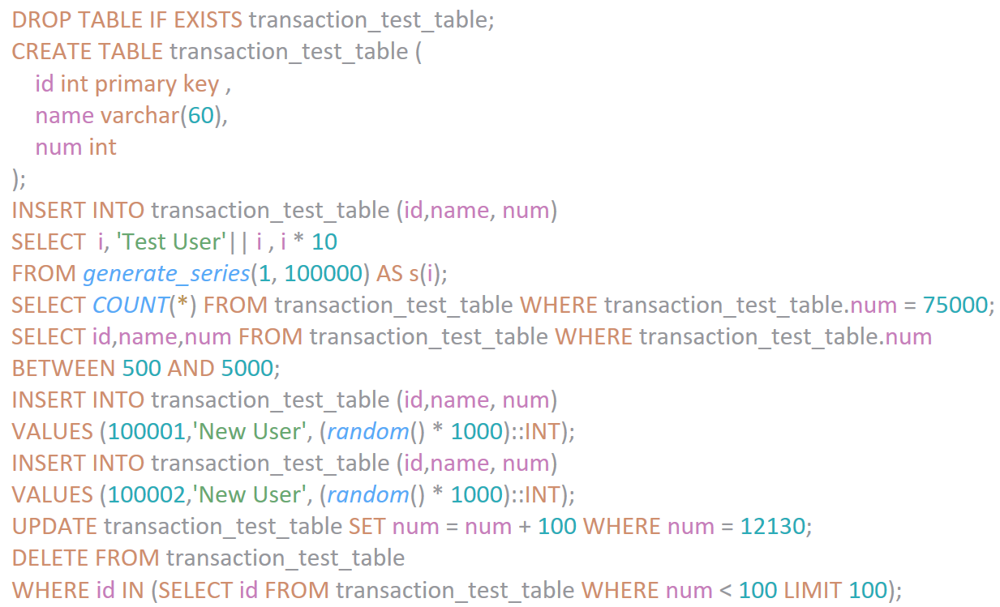 DROP TABLE IF EXISTS transaction_test_table;
CREATE TABLE transaction_test_table (
id int primary key ,
name varchar(60),
num int
);
INSERT INTO transaction_test_table (id,name, num)
SELECT  i, 'Test User'|| i , i * 10
FROM generate_series(1, 100000) AS s(i);
SELECT COUNT(*) FROM transaction_test_table WHERE transaction_test_table.num = 75000;
SELECT id,name,num FROM transaction_test_table WHERE transaction_test_table.num
BETWEEN 500 AND 5000;
INSERT INTO transaction_test_table (id,name, num)
VALUES (100001,'New User', (random() * 1000)::INT);
INSERT INTO transaction_test_table (id,name, num)
VALUES (100002,'New User', (random() * 1000)::INT);
UPDATE transaction_test_table SET num = num + 100 WHERE num = 12130;
DELETE FROM transaction_test_table
WHERE id IN (SELECT id FROM transaction_test_table WHERE num < 100 LIMIT 100);